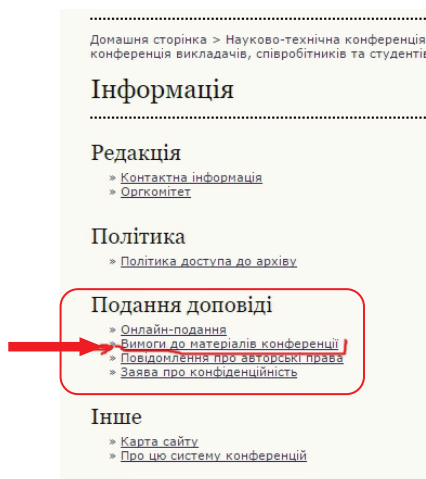 Домашня сторінка > Науково-технічна конференція
конференція викладачів, співробітників та студентів
Інформація
Редакція
» Контактна інформація
» Оргкомітет
Політика
» Політика доступа до архіву
Подання доповіді
» Онлайн-подання
» Вимоги до матеріалів конференції
» Повідомлення про авторські права
» Заява про конфіденційність
Інше
» Карта сайту
» Про цю систему конференцій